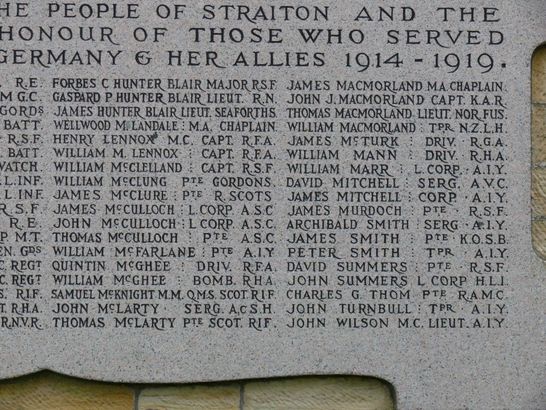 THE PEOPLE OF STRAITON AND THE
HONOUR OF THOSE WHO SERVED
GERMANY & HER ALLIES 1914-1919.
R.E. FORBES C HUNTER BLAIR MAJOR R.S.F. JAMES MACMORLAND M.A. CHAPLAIN.
M.G.C. GASPARD P HUNTER BLAIR LIEUT. R.N. JOHN J. MACMORLAND CAPT. K.A.R.
GORDS JAMES HUNTER BLAIR LIEUT. SEAFORTHS. THOMAS MACMORLAND LIEUT. NOR. FUS.
BATT. WELLWOOD M. LANDALE : M.A. CHAPLAIN. WILLIAM MACMORLAND : TPR. N.Z.L.H.
R.S.F. HENRY LENNOX : M.C. CAPT. R.F.A. JAMES McTURK : DRIV. R.G.A.
BATT. WILLIAM M. LENNOX : CAPT. R.F.A. WILLIAM MANN : DRIV. R.H.A.
WATCH. WILLIAM McCLELLAND : CAPT. R.S.F. WILLIAM MARR : L. CORP. A.I.Y.
L.INF. WILLIAM McCLUNG : PTE GORDONS. DAVID MITCHELL : SERG. A.V.C.
L.INF. JAMES McCLURE : PTE R. SCOTS JAMES MITCHELL : CORP. A.I.Y.
R.S.F. JAMES McCULLOCH : L. CORP. A.S.C. JAMES MURDOCH : PTE R.S.F.
R.E. JOHN McCULLOCH : L. CORP. A.S.C. ARCHIBALD SMITH SERG. A.I.Y.
P M.T. THOMAS McCULLOCH : PTE A.S.C. JAMES SMITH : PTE K.O.S.B.
EN. GDS WILLIAM McFARLANE : PTE A.I.Y. PETER SMITH : TPR. A.I.Y.
C. REGT QUINTIN McGHEE : DRIV. R.F.A. DAVID SUMMERS : PTE R.S.F.
C. REGT WILLIAM McGHEE : BOMB. R.H.A. JOHN SUMMERS L. CORP. H.L.I.
S. RIF. SAMUEL McKNIGHT M.M. Q.M.S. SCOT. RIF. CHARLES G. THOM PTE R.A.M.C.
T. R.H.A. JOHN McLARTY : SERG. A.&S.H. JOHN TURNBULL : TPR. A.I.Y.
R.N.V.R. THOMAS McLARTY PTE SCOT. RIF. JOHN WILSON M.C. LIEUT. A.I.Y.